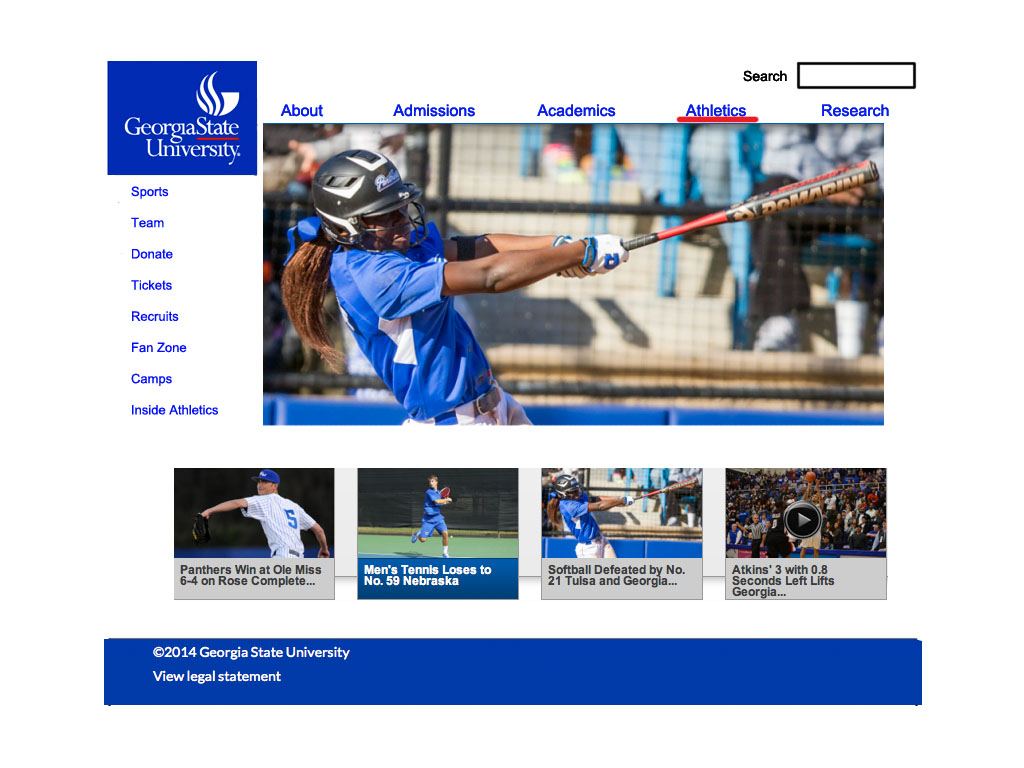 Search
About Admissions Academics Athletics Research
GeorgiaState
University.
Sports
Team
Donate
Tickets
Recruits
Fan Zone
Camps
Inside Athletics
DeMARINI
5
Panthers Win at Ole Miss
6-4 on Rose Complete...
Men's Tennis Loses to
No. 59 Nebraska
Softball Defeated by No.
21 Tulsa and Georgia...
Atkins' 3 with 0.8
Seconds Left Lifts
Georgia...
©2014 Georgia State University
View legal statement